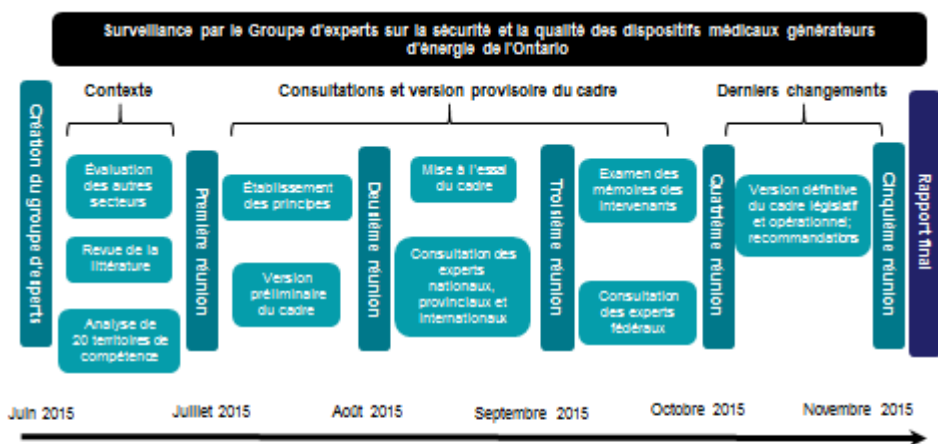 Surveillance par le Groupe d'experts sur la sécurité et la qualité des dispositifs médicaux générateurs
d'énergie de l'Ontario
Contexte
Consultations et version provisoire du cadre
Derniers changements
Création du groupe d'experts
Évaluation
des autres
secteurs
Revue de la
littérature
Analyse de
20 territoires de
compétence
Première réunion
Établissement
des principes
Version
préliminaire
du cadre
Deuxième réunion
Mise à l'essai
du cadre
Consultation des
experts
nationaux,
provinciaux et
internationaux
Troisième réunion
Examen des
mémoires des
intervenants
Consultation
des experts
fédéraux
Quatrième réunion
Version définitive
du cadre législatif
et opérationnel;
recommandations
Cinquième réunion
Rapport final
Juin 2015
Juillet 2015
Août 2015
Septembre 2015
Octobre 2015
Novembre 2015